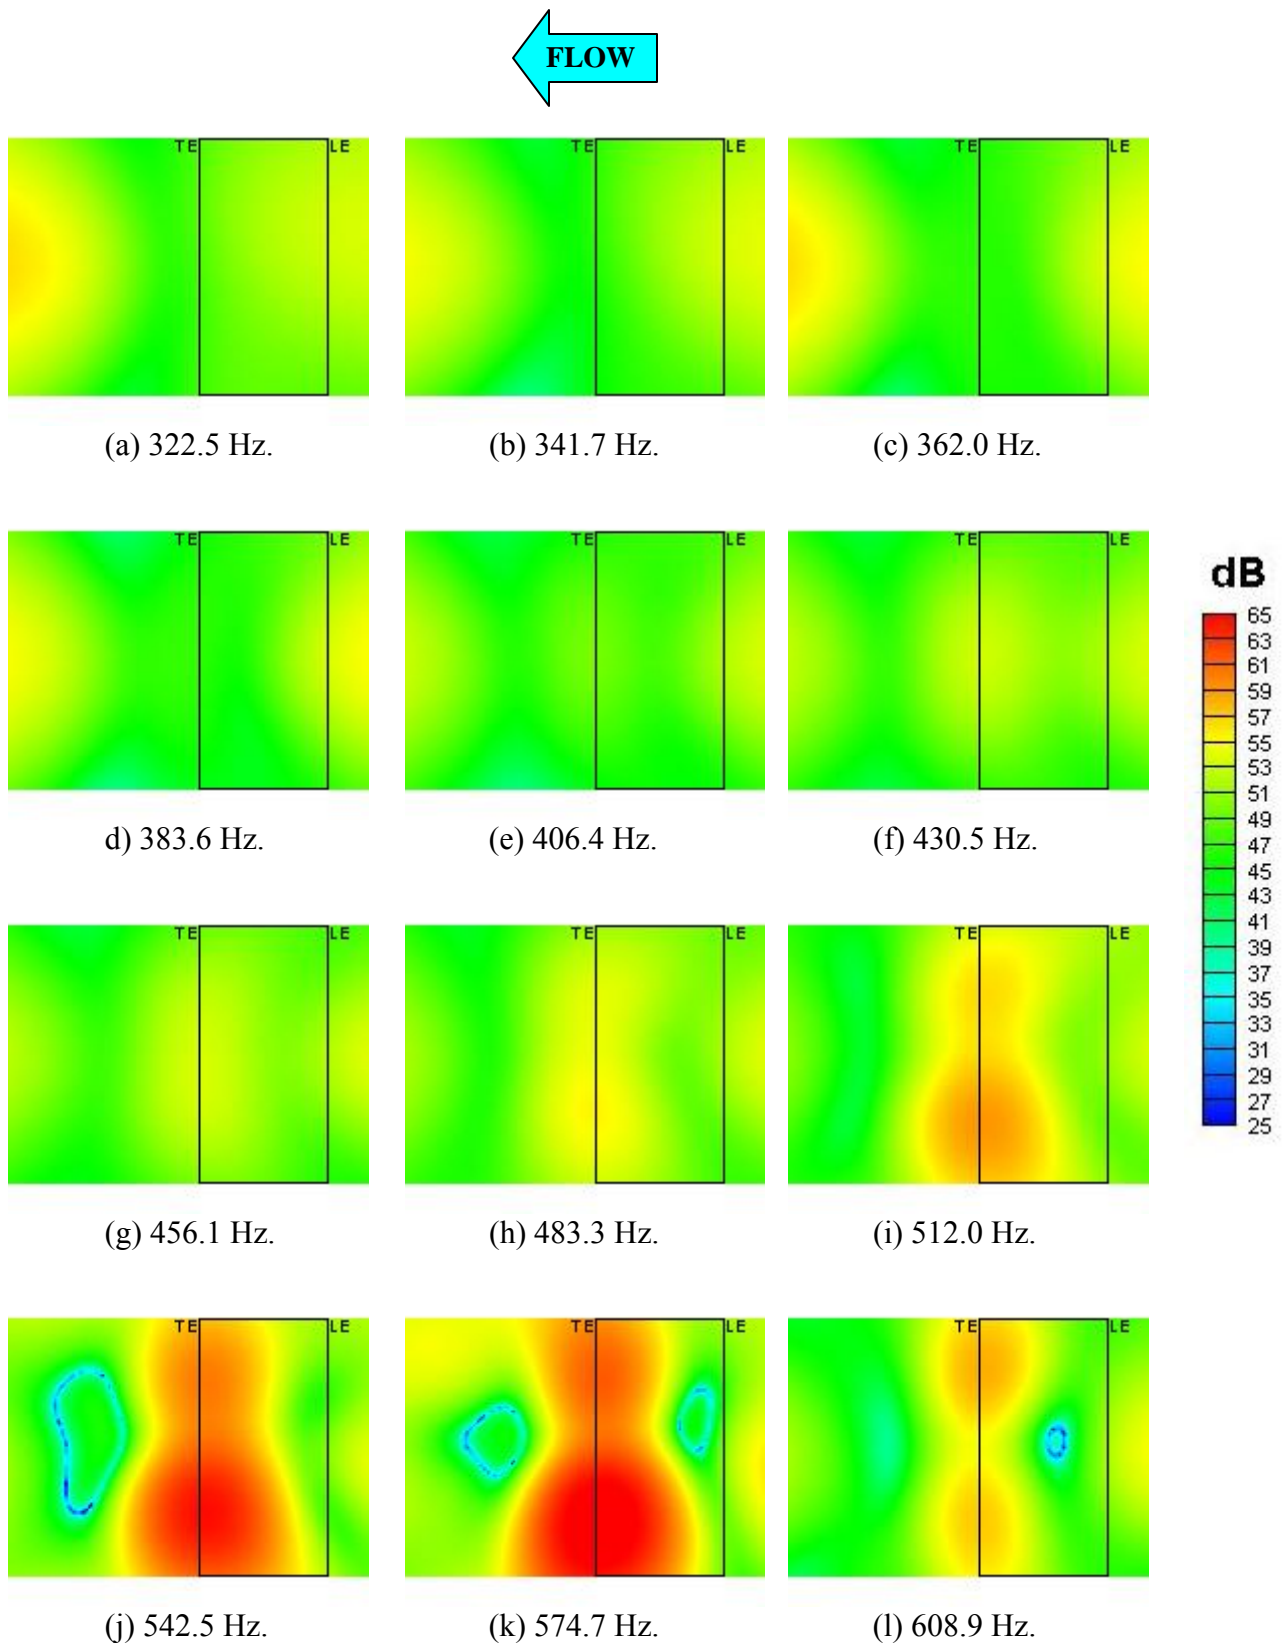 FLOW
TE LE TE LE TE LE
(a) 322.5 Hz. (b) 341.7 Hz. (c) 362.0 Hz.
TE LE TE LE TE LE
d) 383.6 Hz. (e) 406.4 Hz. (f) 430.5 Hz.
dB
65
63
61
59
57
55
53
51
49
47
45
43
41
39
37
35
33
31
29
27
25
TE LE TE LE TE LE
(g) 456.1 Hz. (h) 483.3 Hz. (i) 512.0 Hz.
TE LE TE LE TE LE
(j) 542.5 Hz. (k) 574.7 Hz. (l) 608.9 Hz.